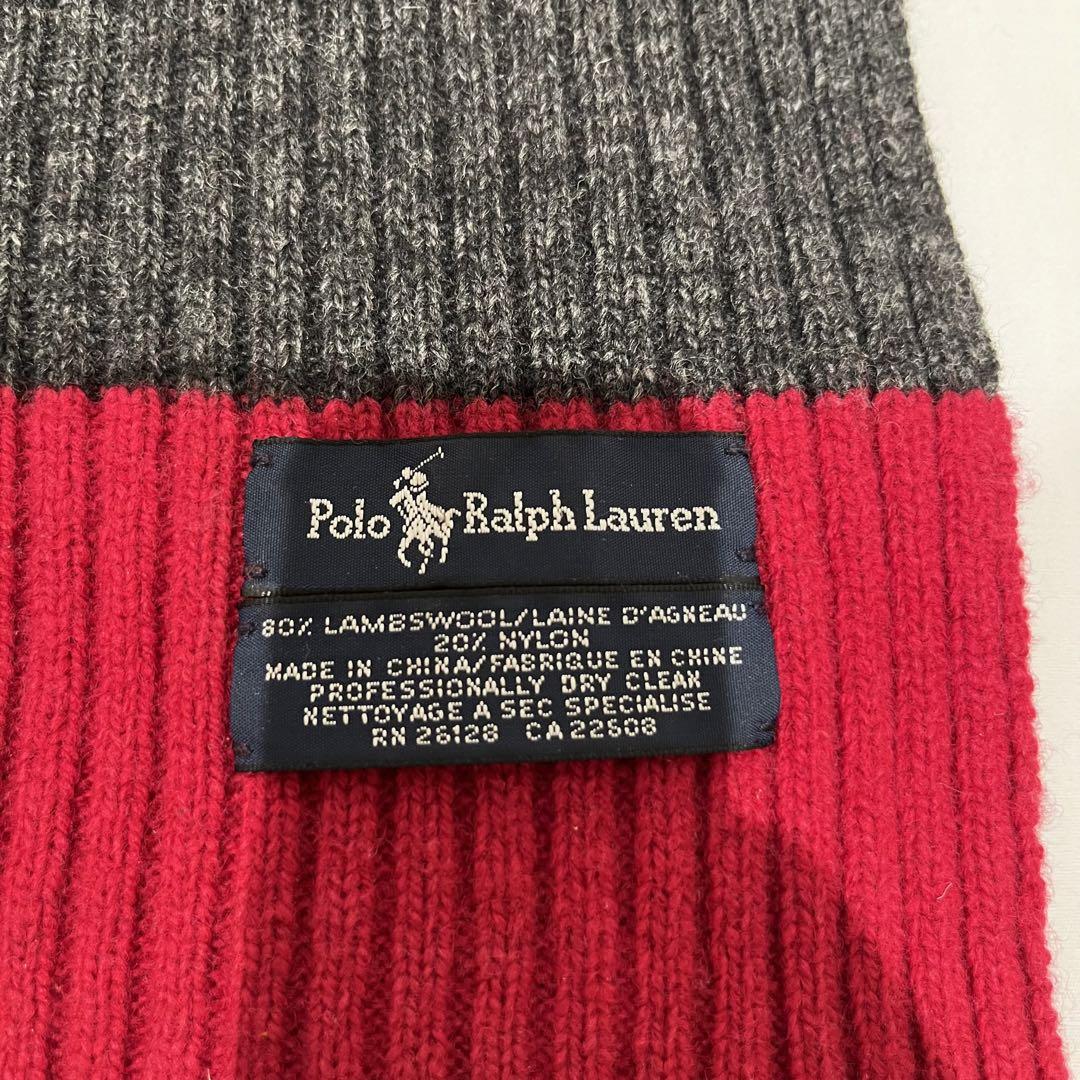 Polo Ralph Lauren
80% LAMBSWOOL/LAINE D'AGNEAU
20% NYLON
MADE IN CHINA/FABRIQUE EN CHINE
PROFESSIONALLY DRY CLEAN
NETTOYAGE A SEC SPECIALISE
RN 26128 CA 22608